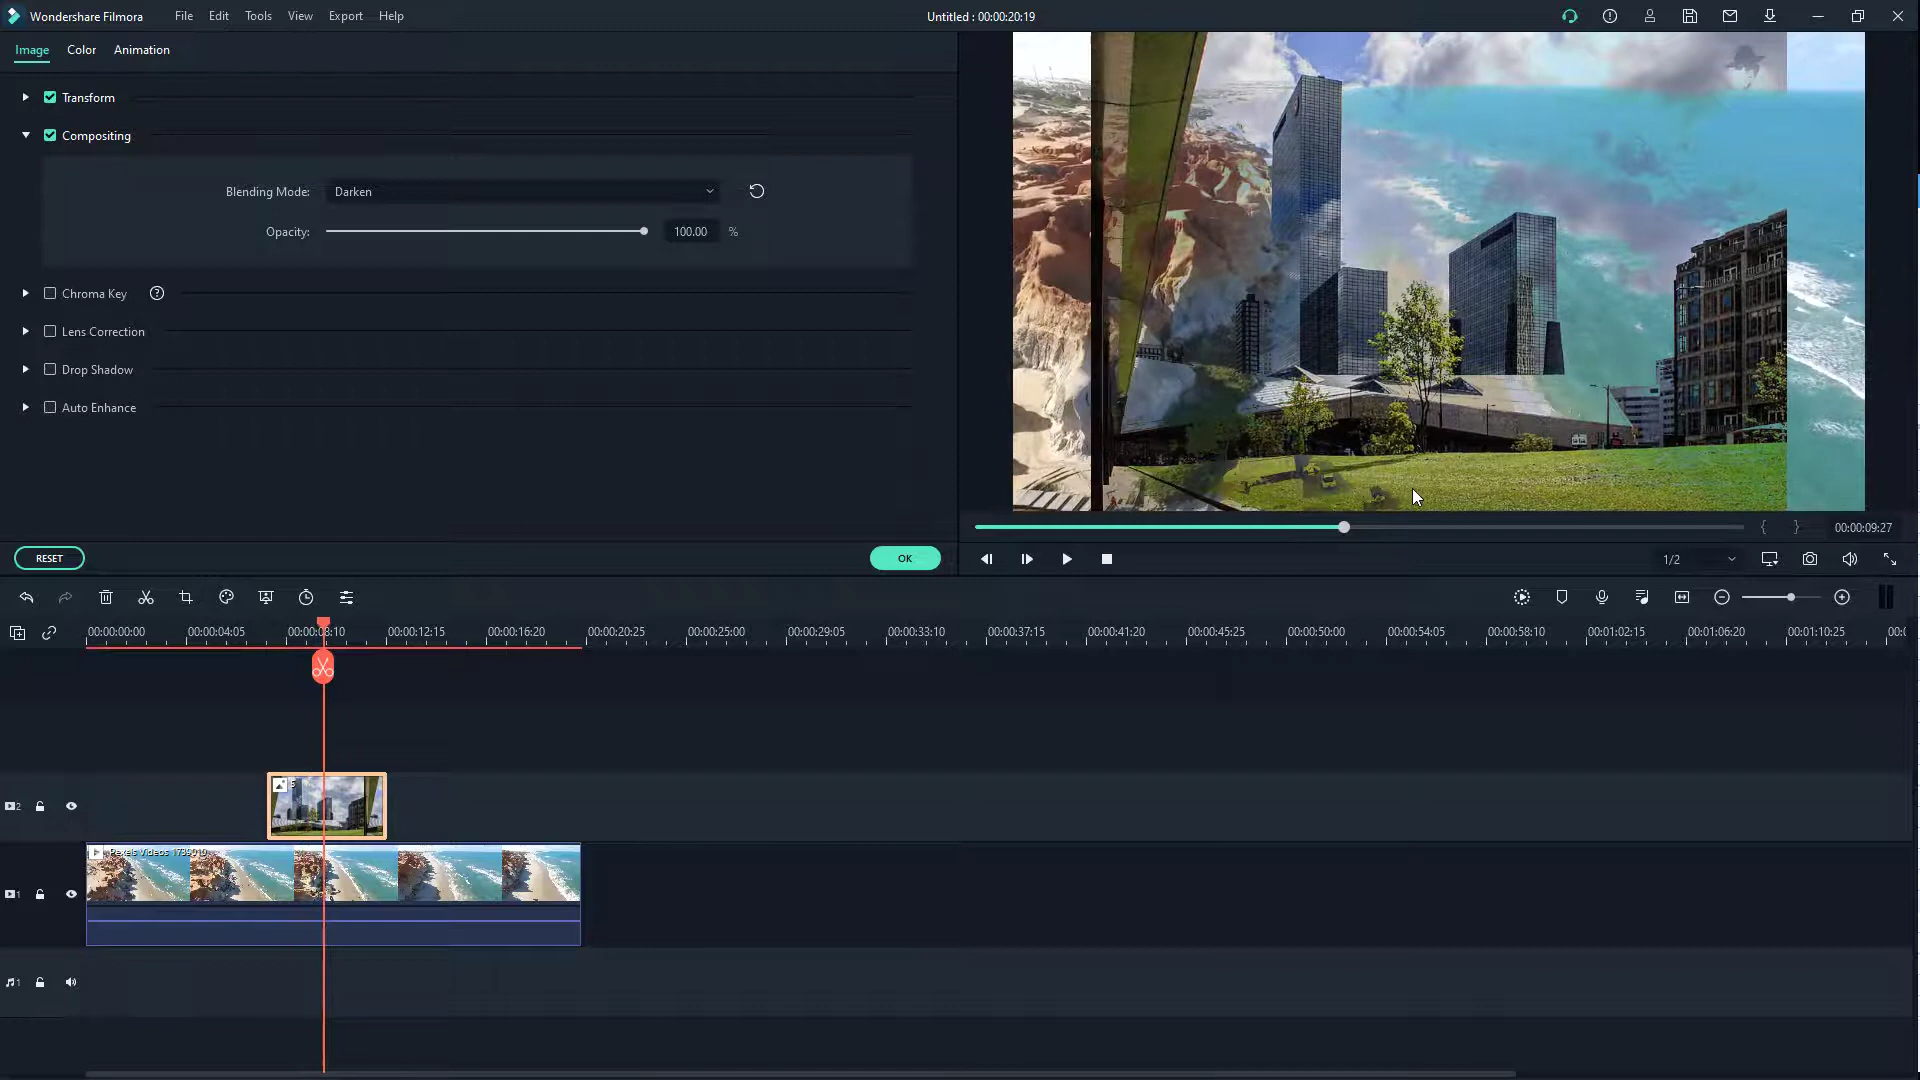 Wondershare Filmora File Edit Tools View Export Help Untitled : 00:00:20:19
Image Color Animation
Transform
Compositing
Blending Mode: Darken
Opacity: 100.00 %
Chroma Key ?
Lens Correction
Drop Shadow
Auto Enhance
{ } 00:00:09:27
RESET OK
1/2
00:00:00:00 00:00:04:05 00:00:08:10 00:00:12:15 00:00:16:20 00:00:20:25 00:00:25:00 00:00:29:05 00:00:33:10 00:00:37:15 00:00:41:20 00:00:45:25 00:00:50:00 00:00:54:05 00:00:58:10 00:01:02:15 00:01:06:20 00:01:10:25 00:0
2
5
1
Pexels Videos 1739010
1